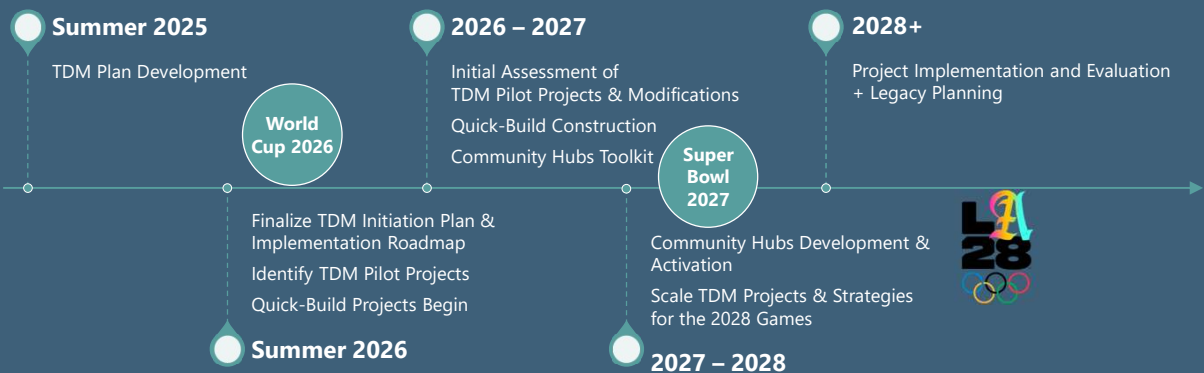 Summer 2025
TDM Plan Development
World
Cup 2026
Finalize TDM Initiation Plan &
Implementation Roadmap
Identify TDM Pilot Projects
Quick-Build Projects Begin
Summer 2026
2026 – 2027
Initial Assessment of
TDM Pilot Projects & Modifications
Quick-Build Construction
Community Hubs Toolkit
Super
Bowl
2027
Community Hubs Development &
Activation
Scale TDM Projects & Strategies
for the 2028 Games
2027 – 2028
2028+
Project Implementation and Evaluation
+ Legacy Planning
LA
28